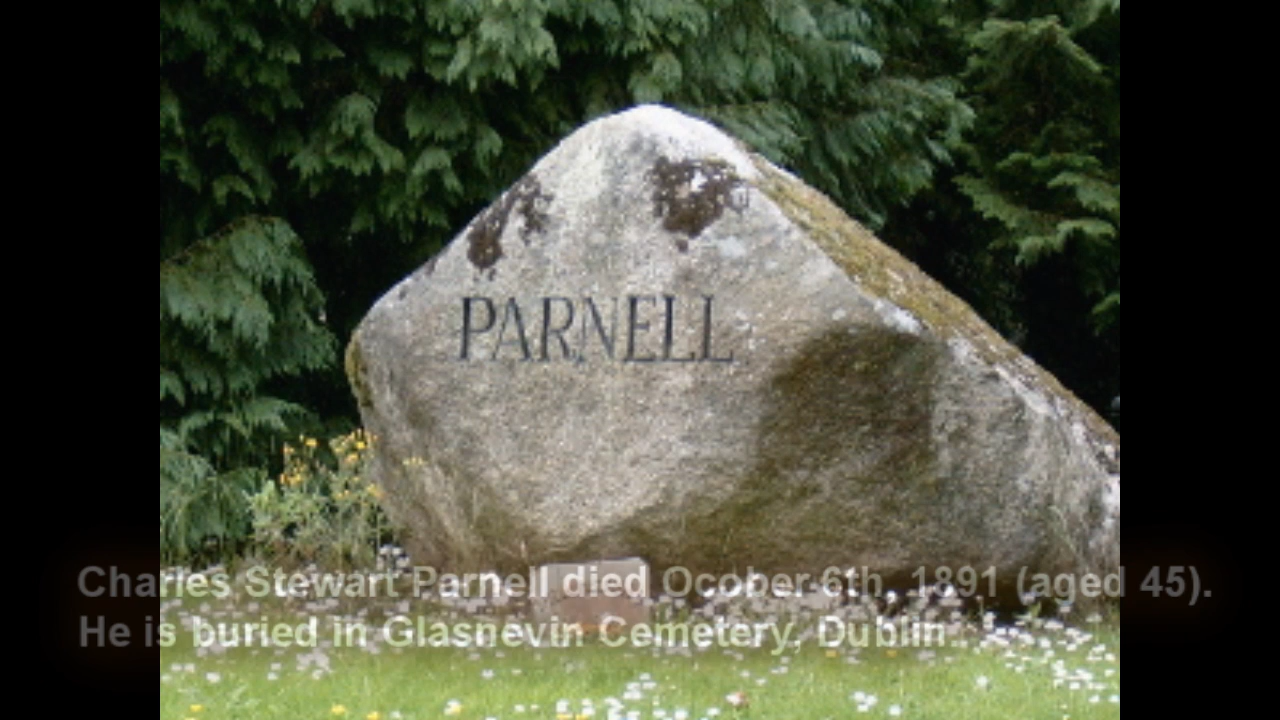 PARNELL
Charles Stewart Parnell died Ocober 6th, 1891 (aged 45).
He is buried in Glasnevin Cemetery, Dublin..